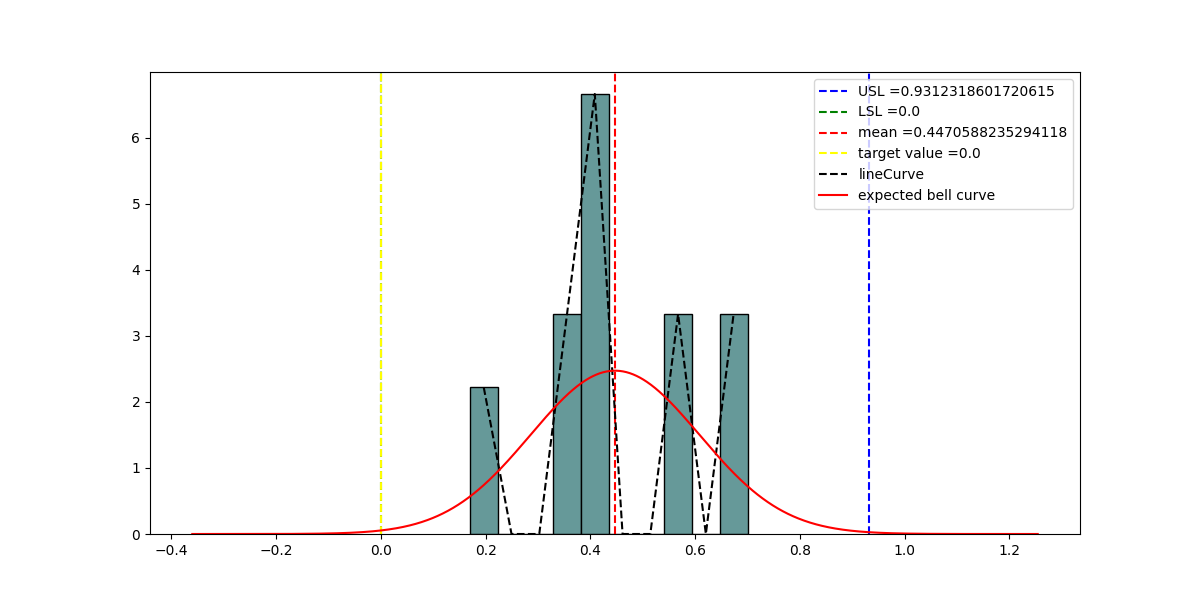 USL =0.9312318601720615
LSL =0.0
mean =0.4470588235294118
target value =0.0
lineCurve
expected bell curve
6
5
4
3
2
1
0
−0.4 −0.2 0.0 0.2 0.4 0.6 0.8 1.0 1.2